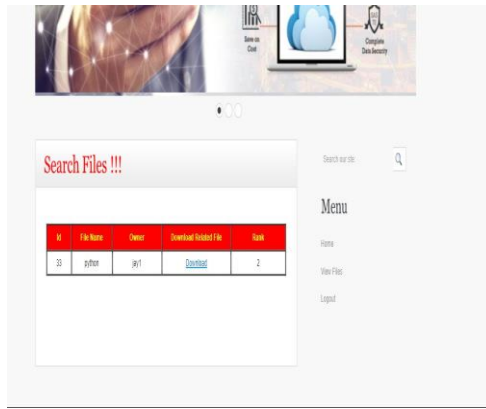 Save on
Cost
Complete
Data Security
Search Files !!!
Search our site
Menu
Id File Name Owner Download Related File Rank
33 python jay1 Download 2
Home
View Files
Logout